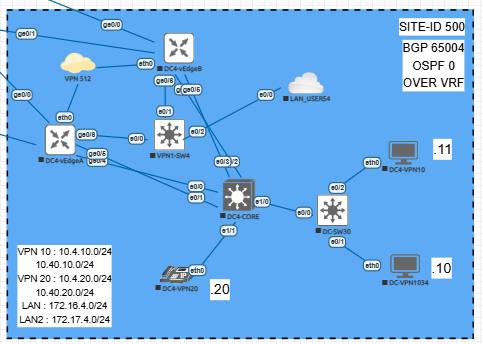 SITE-ID 500
BGP 65004
OSPF 0
OVER VRF
ge0/0
ge0/1
DC4-vEdgeB
eth0
VPN 512
ge0/6
ge0/5
e0/0
LAN_USERS4
ge0/0
eth0
e0/1
ge0/6
e0/0
e0/2
VPN1-SW4
DC4-vEdgeA
ge0/5
ge0/4
e0/3
/2
eth0
.11
DC4-VPN10
e0/0
e0/1
e0/2
DC4-CORE
e1/0
e0/0
DC-SW30
e1/1
e0/1
VPN 10 : 10.4.10.0/24
10.40.10.0/24
VPN 20 : 10.4.20.0/24
10.40.20.0/24
LAN : 172.16.4.0/24
LAN2 : 172.17.4.0/24
eth0
DC4-VPN20
.20
eth0
.10
DC-VPN1034